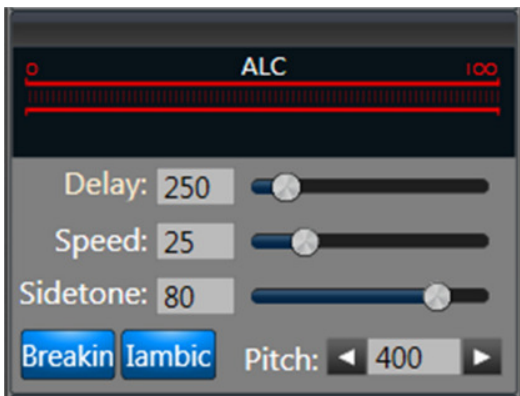 0 ALC 100
Delay: 250
Speed: 25
Sidetone: 80
Breakin Iambic Pitch: 400